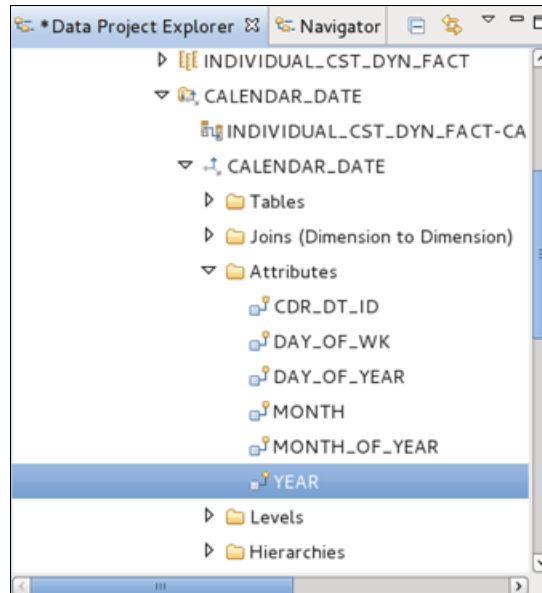 *Data Project Explorer Navigator
INDIVIDUAL_CST_DYN_FACT
CALENDAR_DATE
INDIVIDUAL_CST_DYN_FACT-CA
CALENDAR_DATE
Tables
Joins (Dimension to Dimension)
Attributes
CDR_DT_ID
DAY_OF_WK
DAY_OF_YEAR
MONTH
MONTH_OF_YEAR
YEAR
Levels
Hierarchies